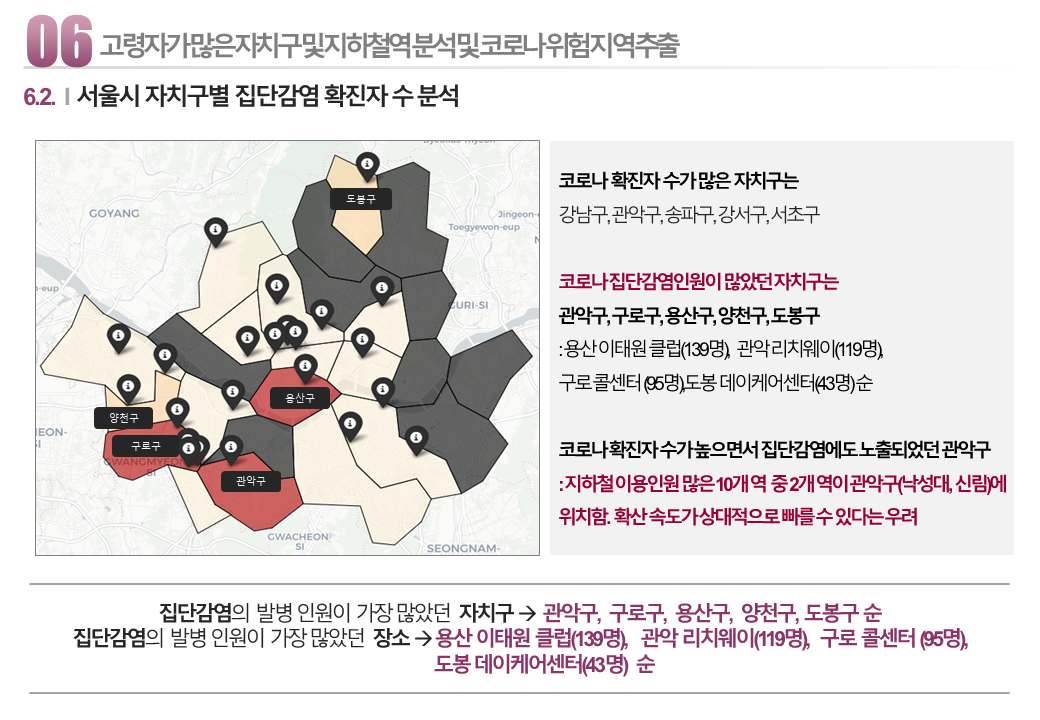 06 고령자가 많은 자치구 및 지하철역 분석 및 코로나 위험 지역 추출
6.2. | 서울시 자치구별 집단감염 확진자 수 분석
도봉구
GOYANG
Jingeon-e
Toegyewon-eup
n-eup
GURI-SI
용산구
양천구
HEON-
SI
구로구
GWANGMYEO
SI
관악구
GWACHEON
SI
SEONGNAM-
코로나 확진자 수가 많은 자치구는
강남구, 관악구, 송파구, 강서구, 서초구
코로나 집단감염인원이 많았던 자치구는
관악구, 구로구, 용산구, 양천구, 도봉구
: 용산 이태원 클럽(139명), 관악 리치웨이(119명),
구로 콜센터 (95명),도봉 데이케어센터(43명) 순
코로나 확진자 수가 높으면서 집단감염에도 노출되었던 관악구
: 지하철 이용인원 많은 10개 역 중 2개 역이 관악구(낙성대, 신림)에
위치함. 확산 속도가 상대적으로 빠를 수 있다는 우려
집단감염의 발병 인원이 가장 많았던 자치구 → 관악구, 구로구, 용산구, 양천구, 도봉구 순
집단감염의 발병 인원이 가장 많았던 장소 → 용산 이태원 클럽(139명), 관악 리치웨이(119명), 구로 콜센터 (95명),
도봉 데이케어센터(43명) 순